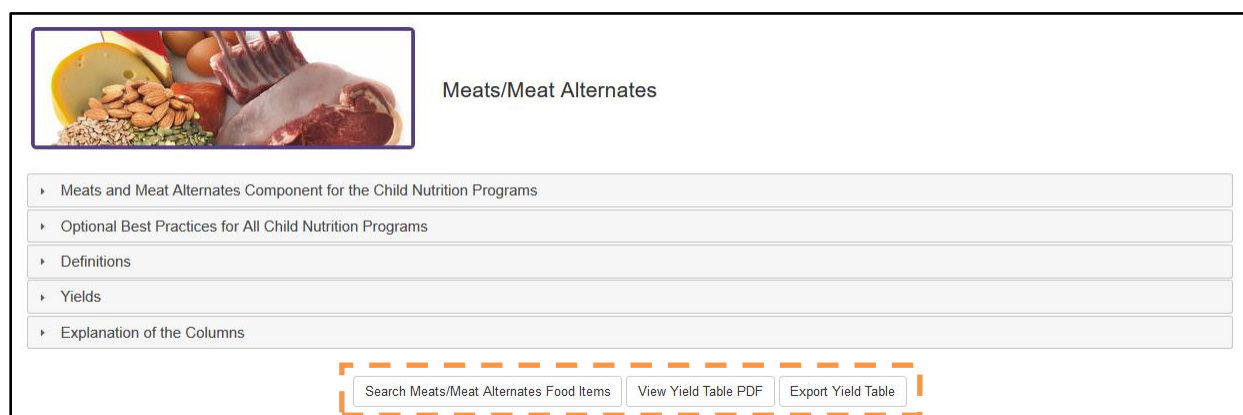 Meats/Meat Alternates
Meats and Meat Alternates Component for the Child Nutrition Programs
Optional Best Practices for All Child Nutrition Programs
Definitions
Yields
Explanation of the Columns
Search Meats/Meat Alternates Food Items View Yield Table PDF Export Yield Table